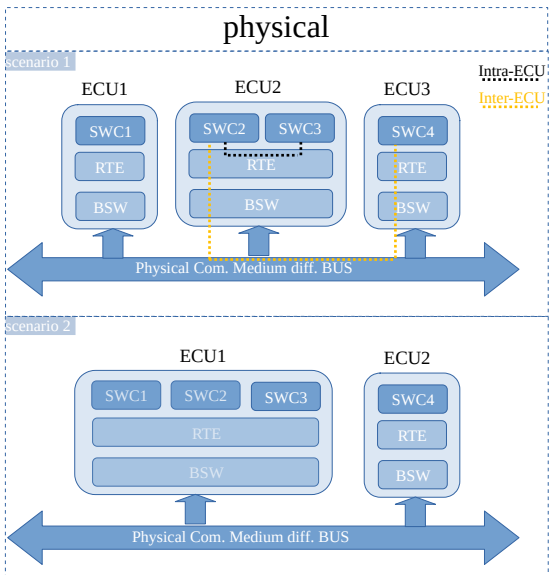 physical
scenario 1
Intra-ECU
Inter-ECU
ECU1
ECU2
ECU3
SWC1
SWC2
SWC3
SWC4
RTE
RTE
RTE
BSW
BSW
BSW
Physical Com. Medium diff. BUS
scenario 2
ECU1
ECU2
SWC1
SWC2
SWC3
SWC4
RTE
RTE
BSW
BSW
Physical Com. Medium diff. BUS